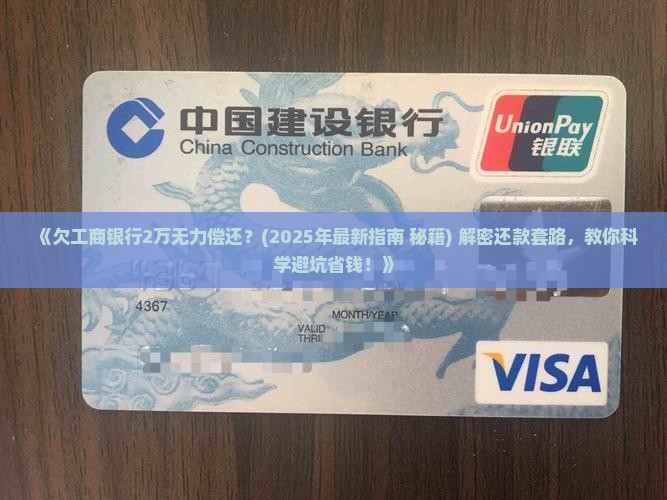 中国建设银行
China Construction Bank
UnionPay
银联
《欠工商银行2万无力偿还？(2025年最新指南 秘籍) 解密还款套路，教你科
学避坑省钱！》
4367
MONTH/YEAR
VALID
THRU
VISA